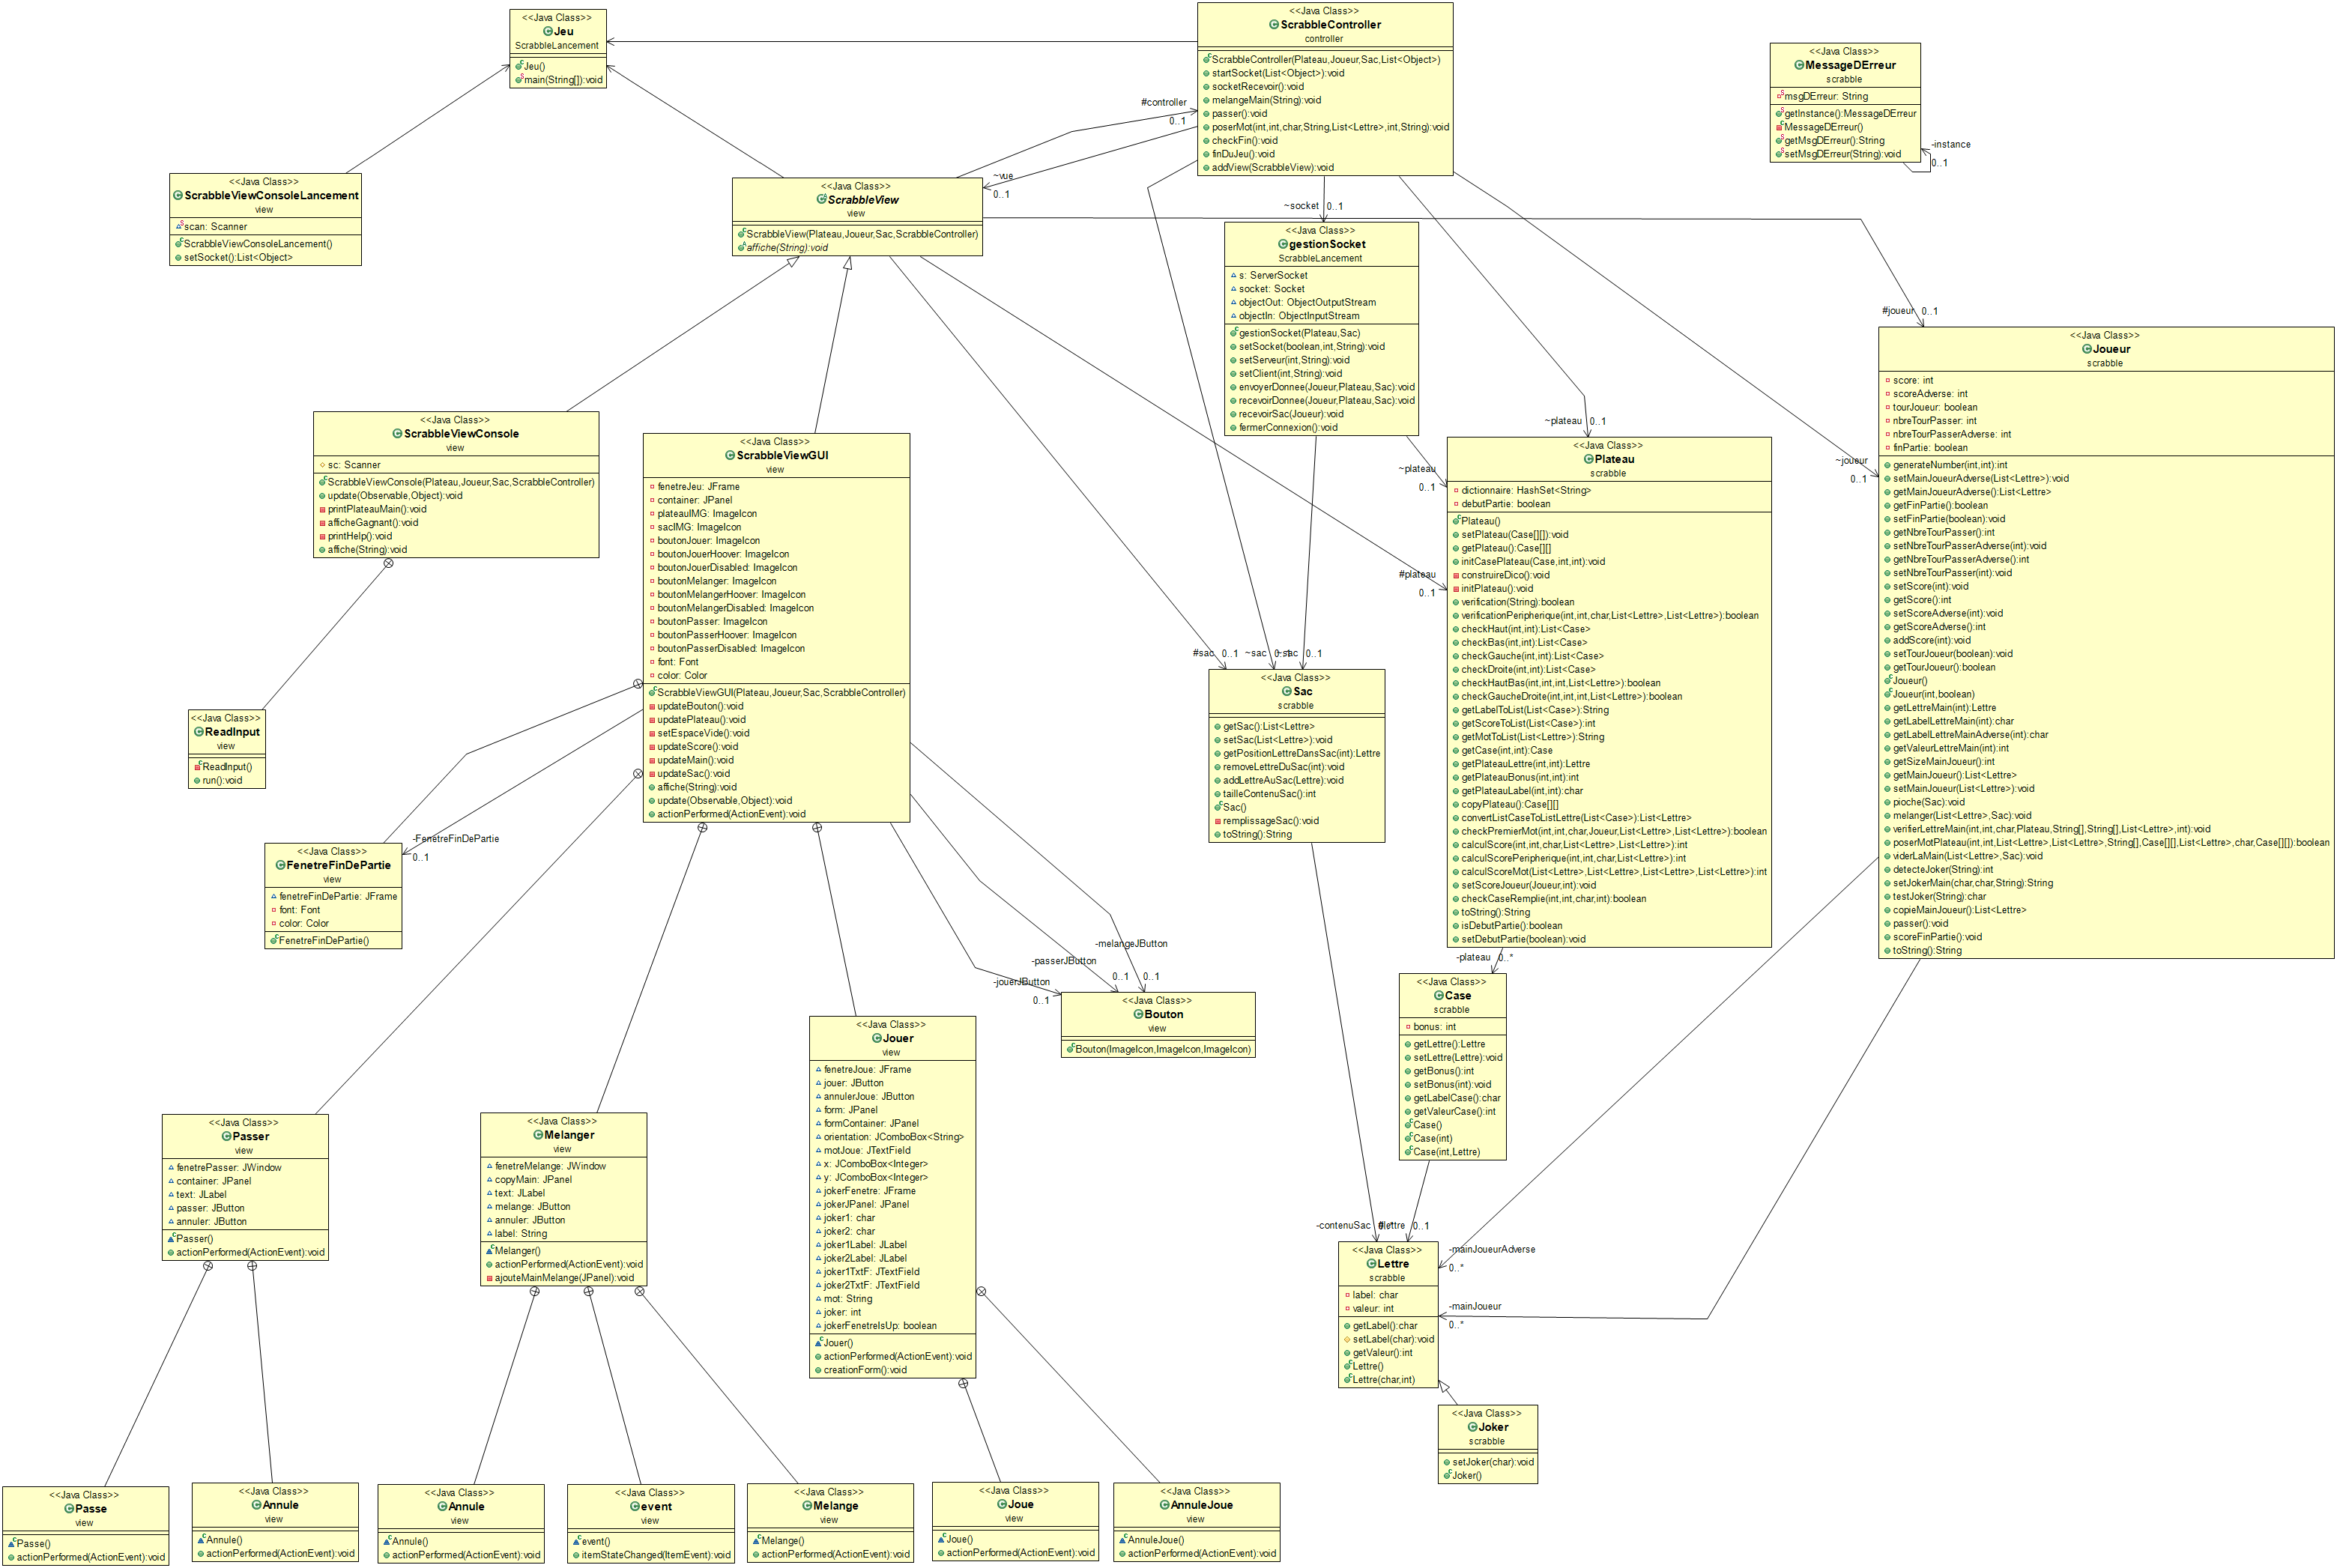 <<Java Class>>
Jeu
ScrabbleLancement
Jeu()
main(String[]):void
<<Java Class>>
ScrabbleController
controller
ScrabbleController(Plateau,Joueur,Sac,List<Object>)
startSocket(List<Object>):void
socketRecevoir():void
melangeMain(String):void
passer():void
poserMot(int,int,char,String,List<Lettre>,int,String):void
checkFin():void
finDuJeu():void
addView(ScrabbleView):void
<<Java Class>>
MessageDErreur
scrabble
msgDErreur: String
getInstance():MessageDErreur
MessageDErreur()
getMsgDErreur():String
setMsgDErreur(String):void
-instance
0..1
#controller
0..1
~vue
0..1
<<Java Class>>
ScrabbleViewConsoleLancement
view
scan: Scanner
ScrabbleViewConsoleLancement()
setSocket():List<Object>
<<Java Class>>
ScrabbleView
view
ScrabbleView(Plateau,Joueur,Sac,ScrabbleController)
affiche(String):void
~socket
0..1
<<Java Class>>
gestionSocket
ScrabbleLancement
s: ServerSocket
socket: Socket
objectOut: ObjectOutputStream
objectIn: ObjectInputStream
gestionSocket(Plateau,Sac)
setSocket(boolean,int,String):void
setServeur(int,String):void
setClient(int,String):void
envoyerDonnee(Joueur,Plateau,Sac):void
recevoirDonnee(Joueur,Plateau,Sac):void
recevoirSac(Joueur):void
fermerConnexion():void
#joueur
0..1
<<Java Class>>
Joueur
scrabble
score: int
scoreAdverse: int
tourJoueur: boolean
nbreTourPasser: int
nbreTourPasserAdverse: int
finPartie: boolean
generateNumber(int,int):int
setMainJoueurAdverse(List<Lettre>):void
getMainJoueurAdverse():List<Lettre>
getFinPartie():boolean
setFinPartie(boolean):void
getNbreTourPasser():int
setNbreTourPasserAdverse(int):void
getNbreTourPasserAdverse():int
setNbreTourPasser(int):void
setScore(int):void
getScore():int
setScoreAdverse(int):void
getScoreAdverse():int
addScore(int):void
setTourJoueur(boolean):void
getTourJoueur():boolean
Joueur()
Joueur(int,boolean)
getLettreMain(int):Lettre
getLabelLettreMain(int):char
getLabelLettreMainAdverse(int):char
getValeurLettreMain(int):int
getSizeMainJoueur():int
getMainJoueur():List<Lettre>
setMainJoueur(List<Lettre>):void
pioche(Sac):void
melanger(List<Lettre>,Sac):void
verifierLettreMain(int,int,char,Plateau,String[],String[],List<Lettre>,int):void
poserMotPlateau(int,int,List<Lettre>,List<Lettre>,String[],Case[][],List<Lettre>,char,Case[][]):boolean
viderLaMain(List<Lettre>,Sac):void
detecteJoker(String):int
setJokerMain(char,char,String):String
testJoker(String):char
copieMainJoueur():List<Lettre>
passer():void
scoreFinPartie():void
toString():String
~plateau
0..1
~joueur
0..1
<<Java Class>>
ScrabbleViewConsole
view
sc: Scanner
ScrabbleViewConsole(Plateau,Joueur,Sac,ScrabbleController)
update(Observable,Object):void
printPlateauMain():void
afficheGagnant():void
printHelp():void
affiche(String):void
<<Java Class>>
ScrabbleViewGUI
view
fenetreJeu: JFrame
container: JPanel
plateauIMG: ImageIcon
sacIMG: ImageIcon
boutonJouer: ImageIcon
boutonJouerHoover: ImageIcon
boutonJouerDisabled: ImageIcon
boutonMelanger: ImageIcon
boutonMelangerHoover: ImageIcon
boutonMelangerDisabled: ImageIcon
boutonPasser: ImageIcon
boutonPasserHoover: ImageIcon
boutonPasserDisabled: ImageIcon
font: Font
color: Color
ScrabbleViewGUI(Plateau,Joueur,Sac,ScrabbleController)
updateBouton():void
updatePlateau():void
setEspaceVide():void
updateScore():void
updateMain():void
updateSac():void
affiche(String):void
update(Observable,Object):void
actionPerformed(ActionEvent):void
~plateau
0..1
#plateau
0..1
<<Java Class>>
Plateau
scrabble
dictionnaire: HashSet<String>
debutPartie: boolean
Plateau()
setPlateau(Case[][]):void
getPlateau():Case[][]
initCasePlateau(Case,int,int):void
construireDico():void
initPlateau():void
verification(String):boolean
verificationPeripherique(int,int,char,List<Lettre>,List<Lettre>):boolean
checkHaut(int,int):List<Case>
checkBas(int,int):List<Case>
checkGauche(int,int):List<Case>
checkDroite(int,int):List<Case>
checkHautBas(int,int,int,List<Lettre>):boolean
checkGaucheDroite(int,int,int,List<Lettre>):boolean
getLabelToList(List<Case>):String
getScoreToList(List<Case>):int
getMotToList(List<Lettre>):String
getCase(int,int):Case
getPlateauLettre(int,int):Lettre
getPlateauBonus(int,int):int
getPlateauLabel(int,int):char
copyPlateau():Case[][]
convertListCaseToListLettre(List<Case>):List<Lettre>
checkPremierMot(int,int,char,Joueur,List<Lettre>,List<Lettre>):boolean
calculScore(int,int,char,List<Lettre>,List<Lettre>):int
calculScorePeripherique(int,int,char,List<Lettre>):int
calculScoreMot(List<Lettre>,List<Lettre>,List<Lettre>,List<Lettre>):int
setScoreJoueur(Joueur,int):void
checkCaseRemplie(int,int,char,int):boolean
toString():String
isDebutPartie():boolean
setDebutPartie(boolean):void
#sac
0..1
~sac
~sac
0..1
<<Java Class>>
Sac
scrabble
getSac():List<Lettre>
setSac(List<Lettre>):void
getPositionLettreDansSac(int):Lettre
removeLettreDuSac(int):void
addLettreAuSac(Lettre):void
tailleContenuSac():int
Sac()
remplissageSac():void
toString():String
<<Java Class>>
ReadInput
view
ReadInput()
run():void
-FenetreFinDePartie
0..1
<<Java Class>>
FenetreFinDePartie
view
fenetreFinDePartie: JFrame
font: Font
color: Color
FenetreFinDePartie()
-melangeJButton
0..1
-passerJButton
0..1
-jouerJButton
0..1
<<Java Class>>
Bouton
view
Bouton(ImageIcon,ImageIcon,ImageIcon)
-plateau
0..*
<<Java Class>>
Case
scrabble
bonus: int
getLettre():Lettre
setLettre(Lettre):void
getBonus():int
setBonus(int):void
getLabelCase():char
getValeurCase():int
Case()
Case(int)
Case(int,Lettre)
<<Java Class>>
Jouer
view
fenetreJoue: JFrame
jouer: JButton
annulerJoue: JButton
form: JPanel
formContainer: JPanel
orientation: JComboBox<String>
motJoue: JTextField
x: JComboBox<Integer>
y: JComboBox<Integer>
jokerFenetre: JFrame
jokerJPanel: JPanel
joker1: char
joker2: char
joker1Label: JLabel
joker2Label: JLabel
joker1TxtF: JTextField
joker2TxtF: JTextField
mot: String
joker: int
jokerFenetreIsUp: boolean
Jouer()
actionPerformed(ActionEvent):void
creationForm():void
<<Java Class>>
Passer
view
fenetrePasser: JWindow
container: JPanel
text: JLabel
passer: JButton
annuler: JButton
Passer()
actionPerformed(ActionEvent):void
<<Java Class>>
Melanger
view
fenetreMelange: JWindow
copyMain: JPanel
text: JLabel
melange: JButton
annuler: JButton
label: String
Melanger()
actionPerformed(ActionEvent):void
ajouteMainMelange(JPanel):void
-contenuSac
0..1
-mainJoueurAdverse
0..*
-mainJoueur
0..*
<<Java Class>>
Lettre
scrabble
label: char
valeur: int
getLabel():char
setLabel(char):void
getValeur():int
Lettre()
Lettre(char,int)
<<Java Class>>
Joker
scrabble
setJoker(char):void
Joker()
<<Java Class>>
Passe
view
Passe()
actionPerformed(ActionEvent):void
<<Java Class>>
Annule
view
Annule()
actionPerformed(ActionEvent):void
<<Java Class>>
Annule
view
Annule()
actionPerformed(ActionEvent):void
<<Java Class>>
event
view
event()
itemStateChanged(ItemEvent):void
<<Java Class>>
Melange
view
Melange()
actionPerformed(ActionEvent):void
<<Java Class>>
Joue
view
Joue()
actionPerformed(ActionEvent):void
<<Java Class>>
AnnuleJoue
view
AnnuleJoue()
actionPerformed(ActionEvent):void